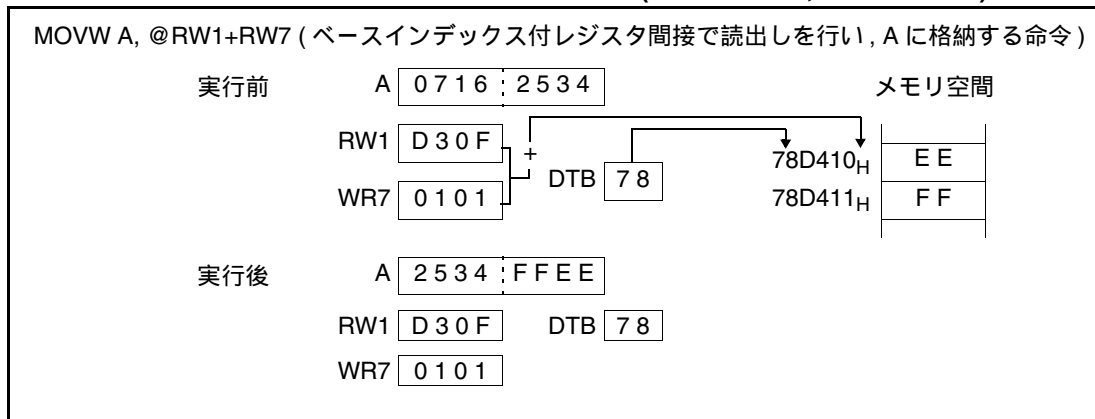 MOVW A, @RW1+RW7 ( ベースインデックス付レジスタ間接で読出しを行い , A に格納する命令 )
実行前 A 0716 2534 メモリ空間
RW1 D30F
+
DTB 78 78D410H EE
WR7 0101 78D411H FF
実行後 A 2534 FFEE
RW1 D30F DTB 78
WR7 0101